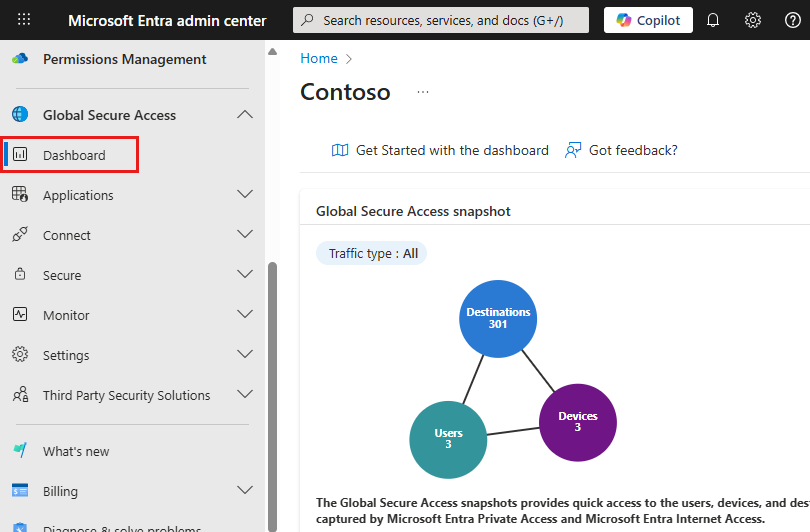 Microsoft Entra admin center
Search resources, services, and docs (G+/)
Copilot
Permissions Management
Global Secure Access
Dashboard
Applications
Connect
Secure
Monitor
Settings
Third Party Security Solutions
What's new
Billing
Diagnose & solve problems
Home
Contoso
Get Started with the dashboard
Got feedback?
Global Secure Access snapshot
Traffic type : All
Destinations
301
Devices
3
Users
3
The Global Secure Access snapshots provides quick access to the users, devices, and dest
captured by Microsoft Entra Private Access and Microsoft Entra Internet Access.